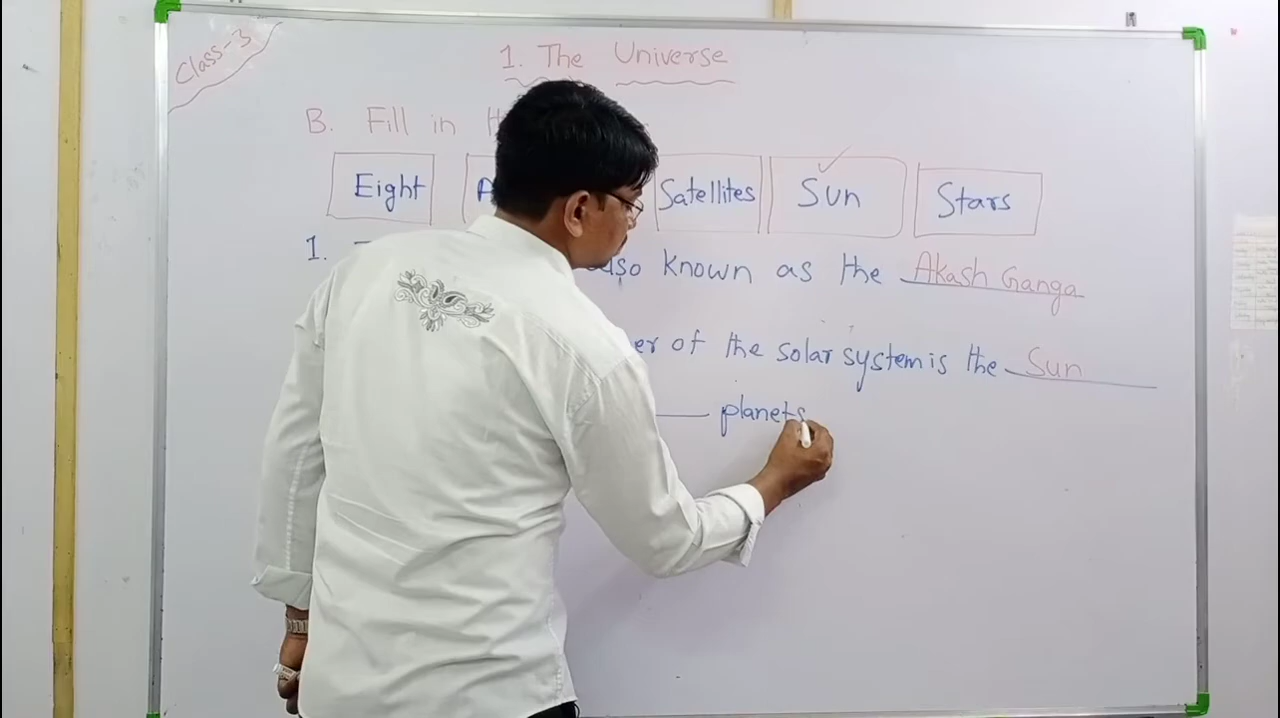 Class-3
1. The Universe
B. Fill in
Eight Satellites Sun Stars
1. also known as the Akash Ganga
of the solar system is the Sun
planets